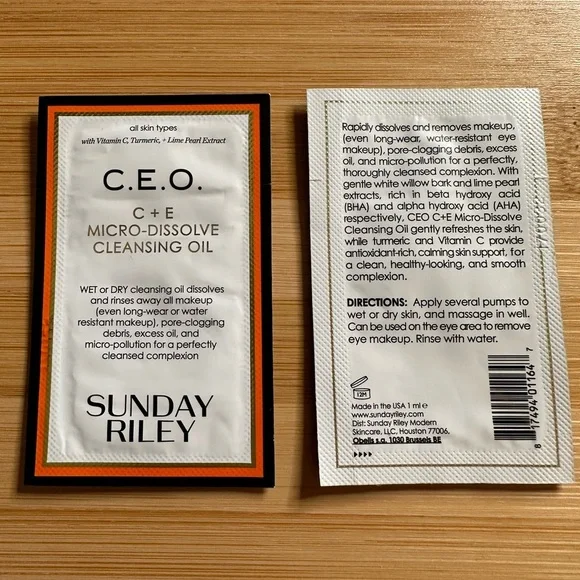 all skin types
with Vitamin C, Turmeric, + Lime Pearl Extract
C.E.O.
C + E
MICRO-DISSOLVE
CLEANSING OIL
WET or DRY cleansing oil dissolves
and rinses away all makeup
(even long-wear or water
resistant makeup), pore-clogging
debris, excess oil, and
micro-pollution for a perfectly
cleansed complexion
SUNDAY
RILEY
Rapidly dissolves and removes makeup,
(even long-wear, water-resistant eye
makeup), pore-clogging debris, excess
oil, and micro-pollution for a perfectly,
thoroughly cleansed complexion. With
gentle white willow bark and lime pearl
extracts, rich in beta hydroxy acid
(BHA) and alpha hydroxy acid (AHA)
respectively, CEO C+E Micro-Dissolve
Cleansing Oil gently refreshes the skin,
while turmeric and Vitamin C provide
antioxidant-rich, calming skin support, for
a clean, healthy-looking, and smooth
complexion.
DIRECTIONS: Apply several pumps to
wet or dry skin, and massage in well.
Can be used on the eye area to remove
eye makeup. Rinse with water.
12M
Made in the USA 1 ml ℮
www.sundayriley.com
Dist: Sunday Riley Modern
Skincare, LLC, Houston 77006.
Obelis s.a. 1030 Brussels BE
8 17494 01164 7